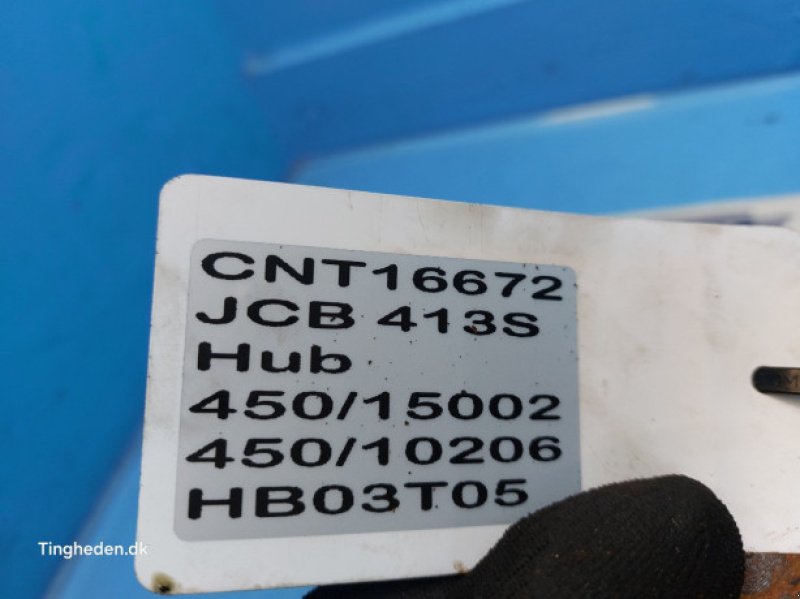 CNT16672
JCB 413S
Hub
450/15002
450/10206
HB03T05
Tingheden.dk